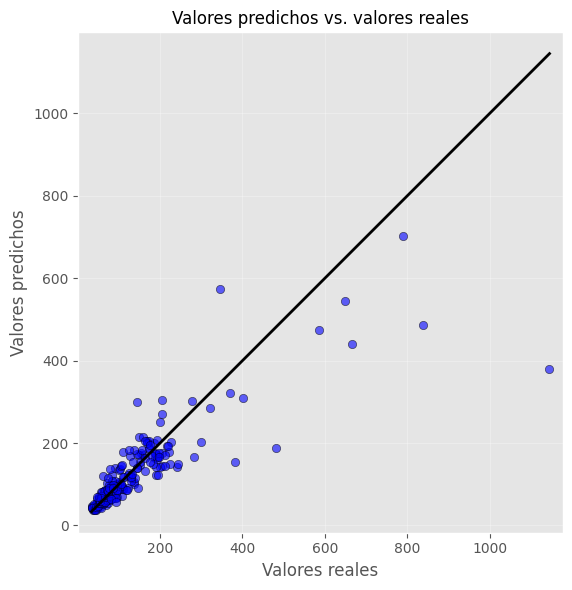 Valores predichos vs. valores reales
1000
800
600
400
200
0
Valores predichos
200 400 600 800 1000
Valores reales